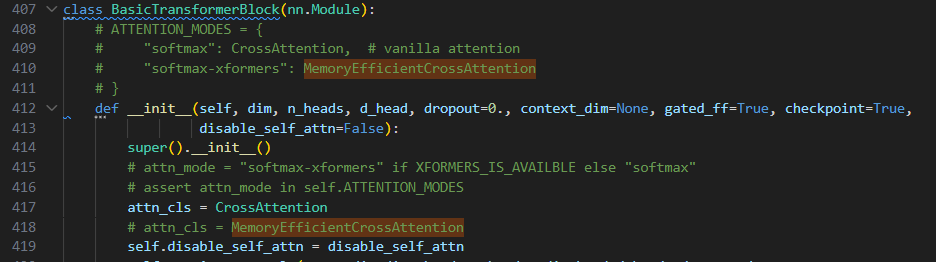 407 class BasicTransformerBlock(nn.Module):
408     # ATTENTION_MODES = {
409     #     "softmax": CrossAttention,  # vanilla attention
410     #     "softmax-xformers": MemoryEfficientCrossAttention
411     # }
412     def __init__(self, dim, n_heads, d_head, dropout=0., context_dim=None, gated_ff=True, checkpoint=True,
413                  disable_self_attn=False):
414         super().__init__()
415         # attn_mode = "softmax-xformers" if XFORMERS_IS_AVAILBLE else "softmax"
416         # assert attn_mode in self.ATTENTION_MODES
417         attn_cls = CrossAttention
418         # attn_cls = MemoryEfficientCrossAttention
419         self.disable_self_attn = disable_self_attn